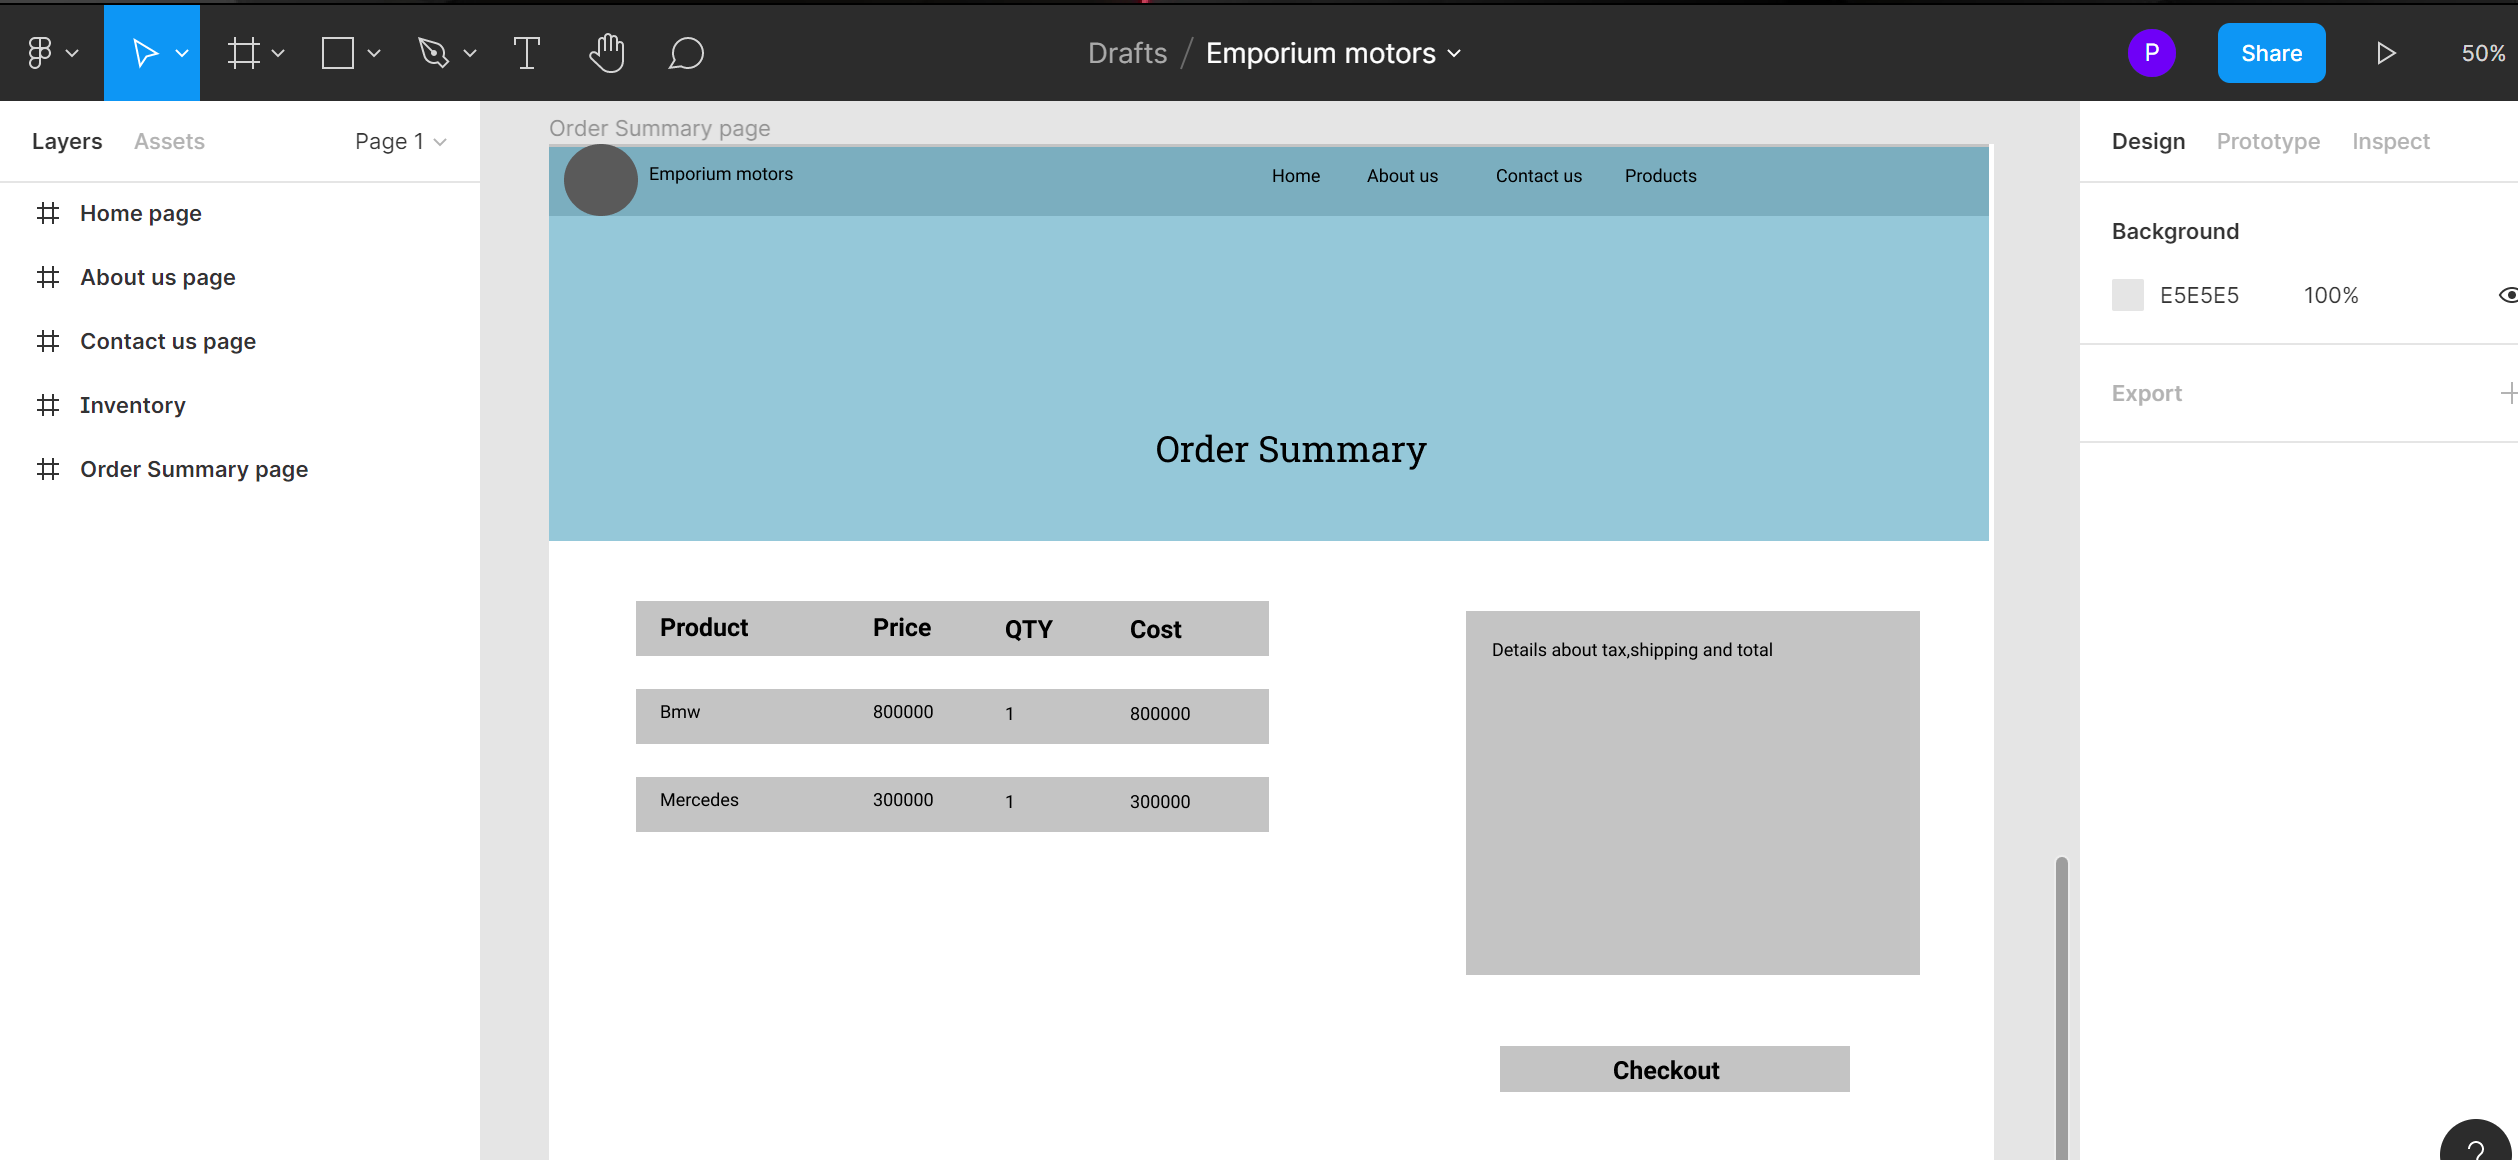 Drafts / Emporium motors
P
Share
50%
Layers
Assets
Page 1
Home page
About us page
Contact us page
Inventory
Order Summary page
Order Summary page
Emporium motors
Home
About us
Contact us
Products
Order Summary
Product
Price
QTY
Cost
Bmw
800000
1
800000
Mercedes
300000
1
300000
Details about tax,shipping and total
Checkout
Design
Prototype
Inspect
Background
E5E5E5
100%
Export
?